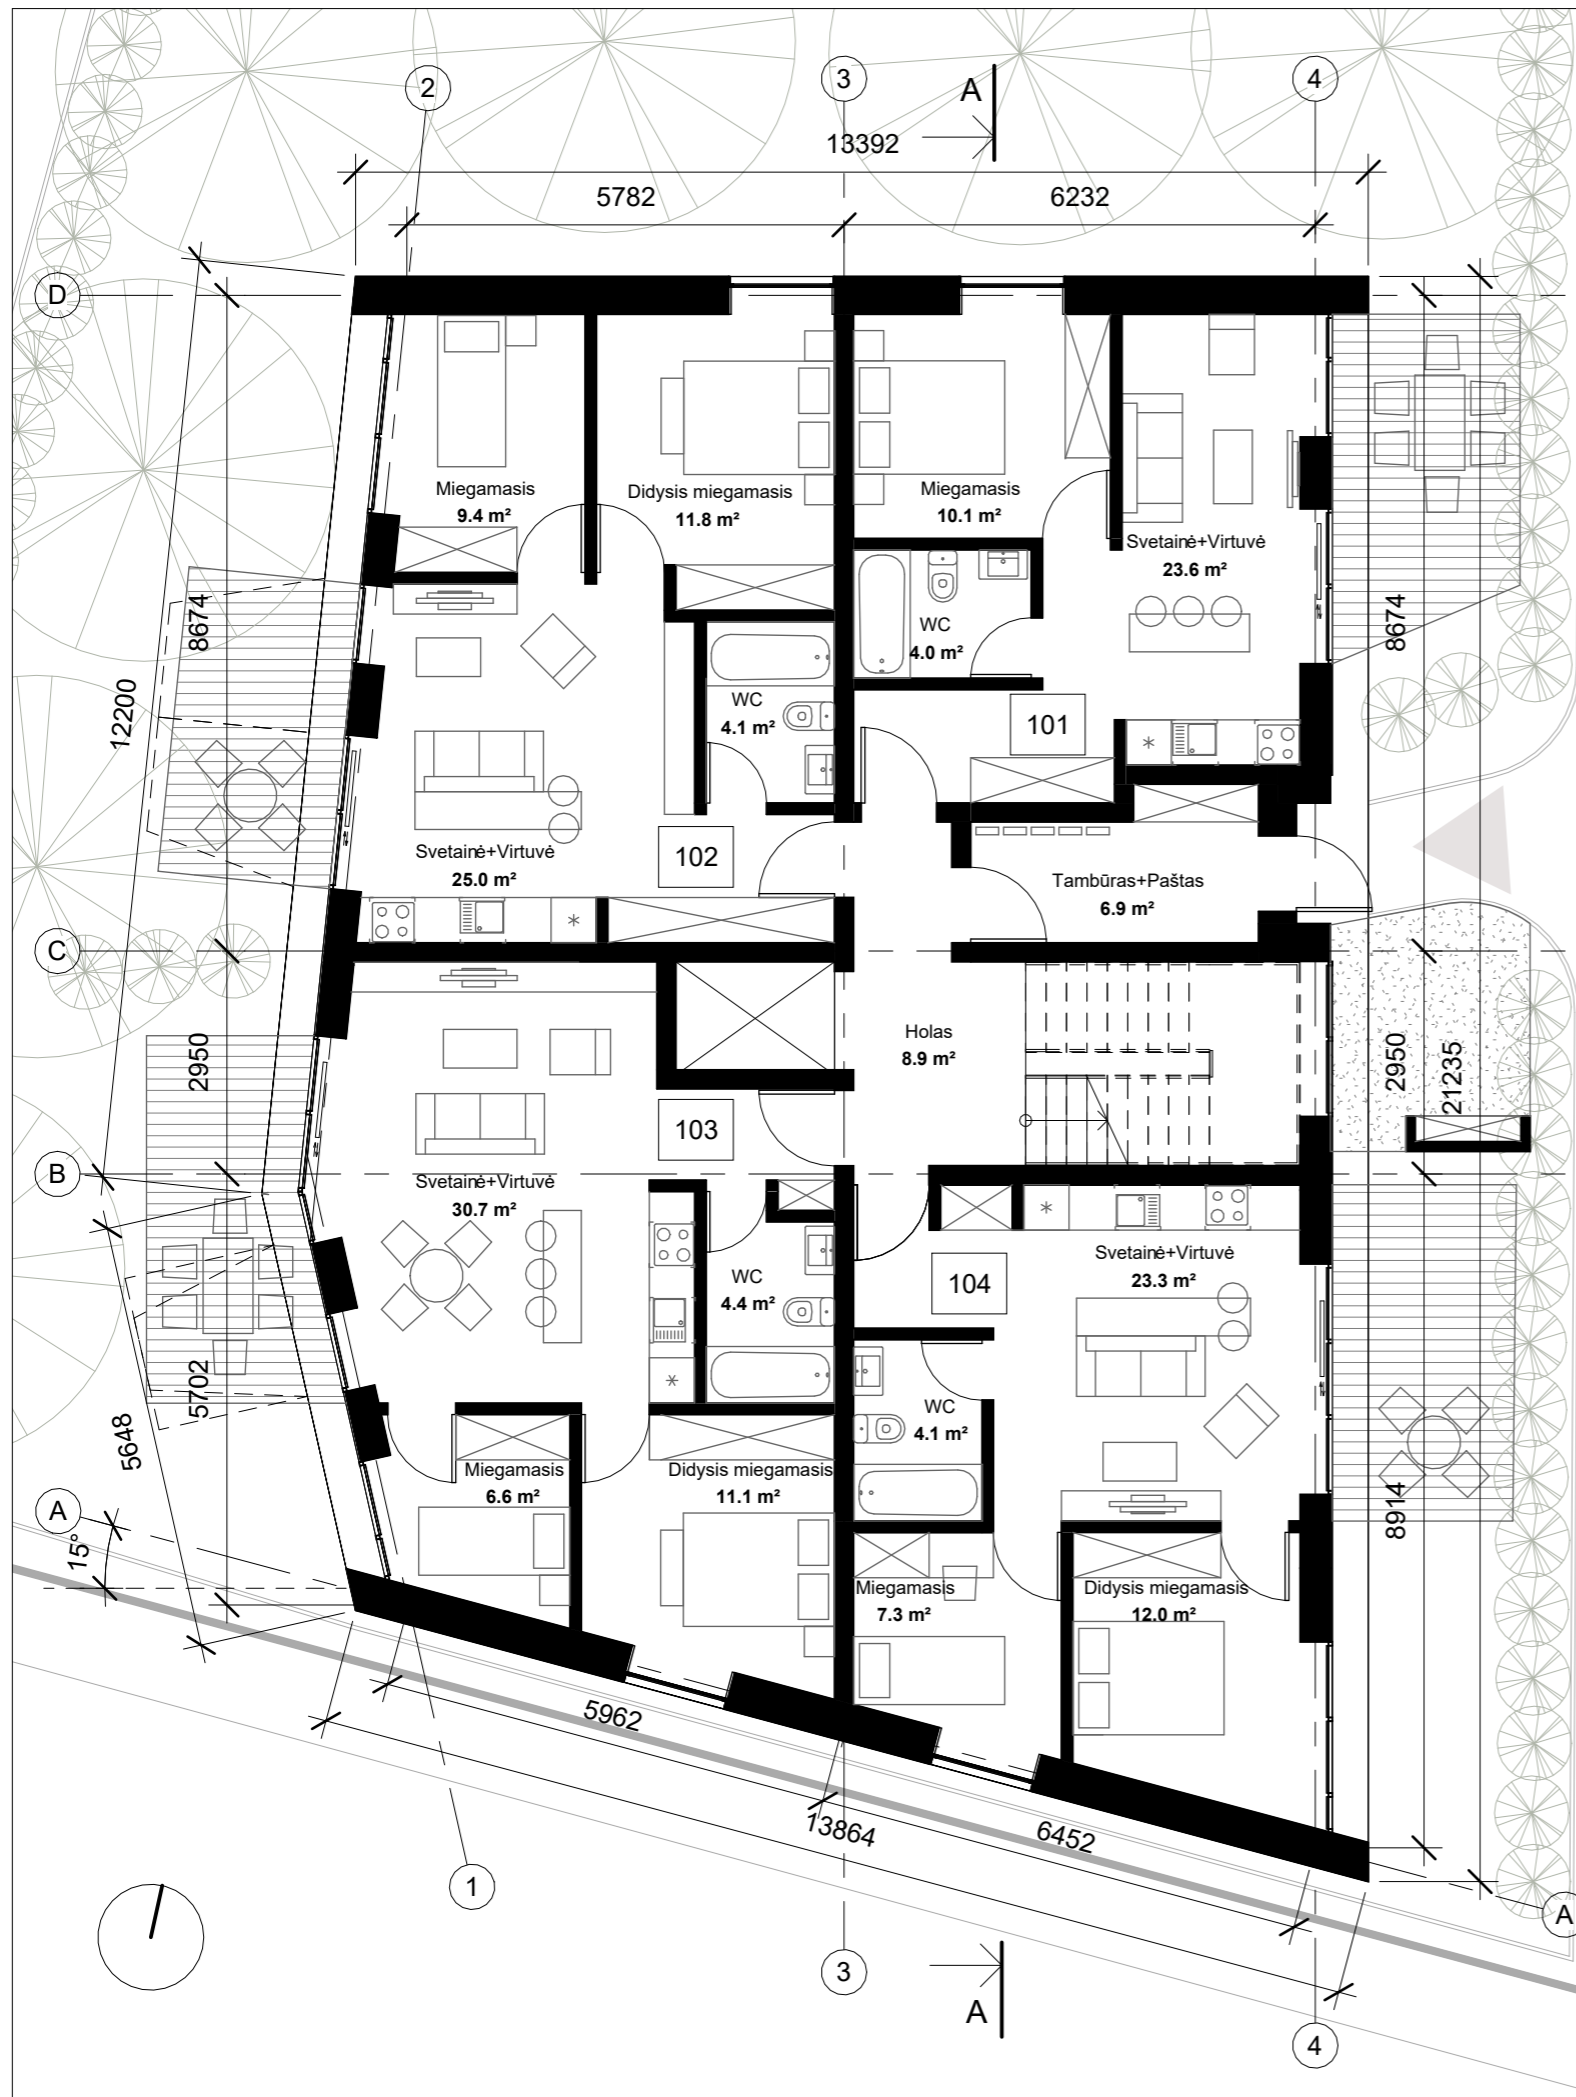 2
3
4
A
13392
5782
6232
D
Miegamasis
9.4 m²
Didysis miegamasis
11.8 m²
Miegamasis
10.1 m²
Svetainė+Virtuvė
23.6 m²
8674
8674
WC
4.0 m²
12200
WC
4.1 m²
101
Svetainė+Virtuvė
25.0 m²
102
Tambūras+Paštas
6.9 m²
C
Holas
8.9 m²
2950
2950
21235
103
B
Svetainė+Virtuvė
30.7 m²
WC
4.4 m²
104
Svetainė+Virtuvė
23.3 m²
5702
5648
WC
4.1 m²
8914
A
15°
Miegamasis
6.6 m²
Didysis miegamasis
11.1 m²
Miegamasis
7.3 m²
Didysis miegamasis
12.0 m²
5962
13864
6452
1
A
3
A
4